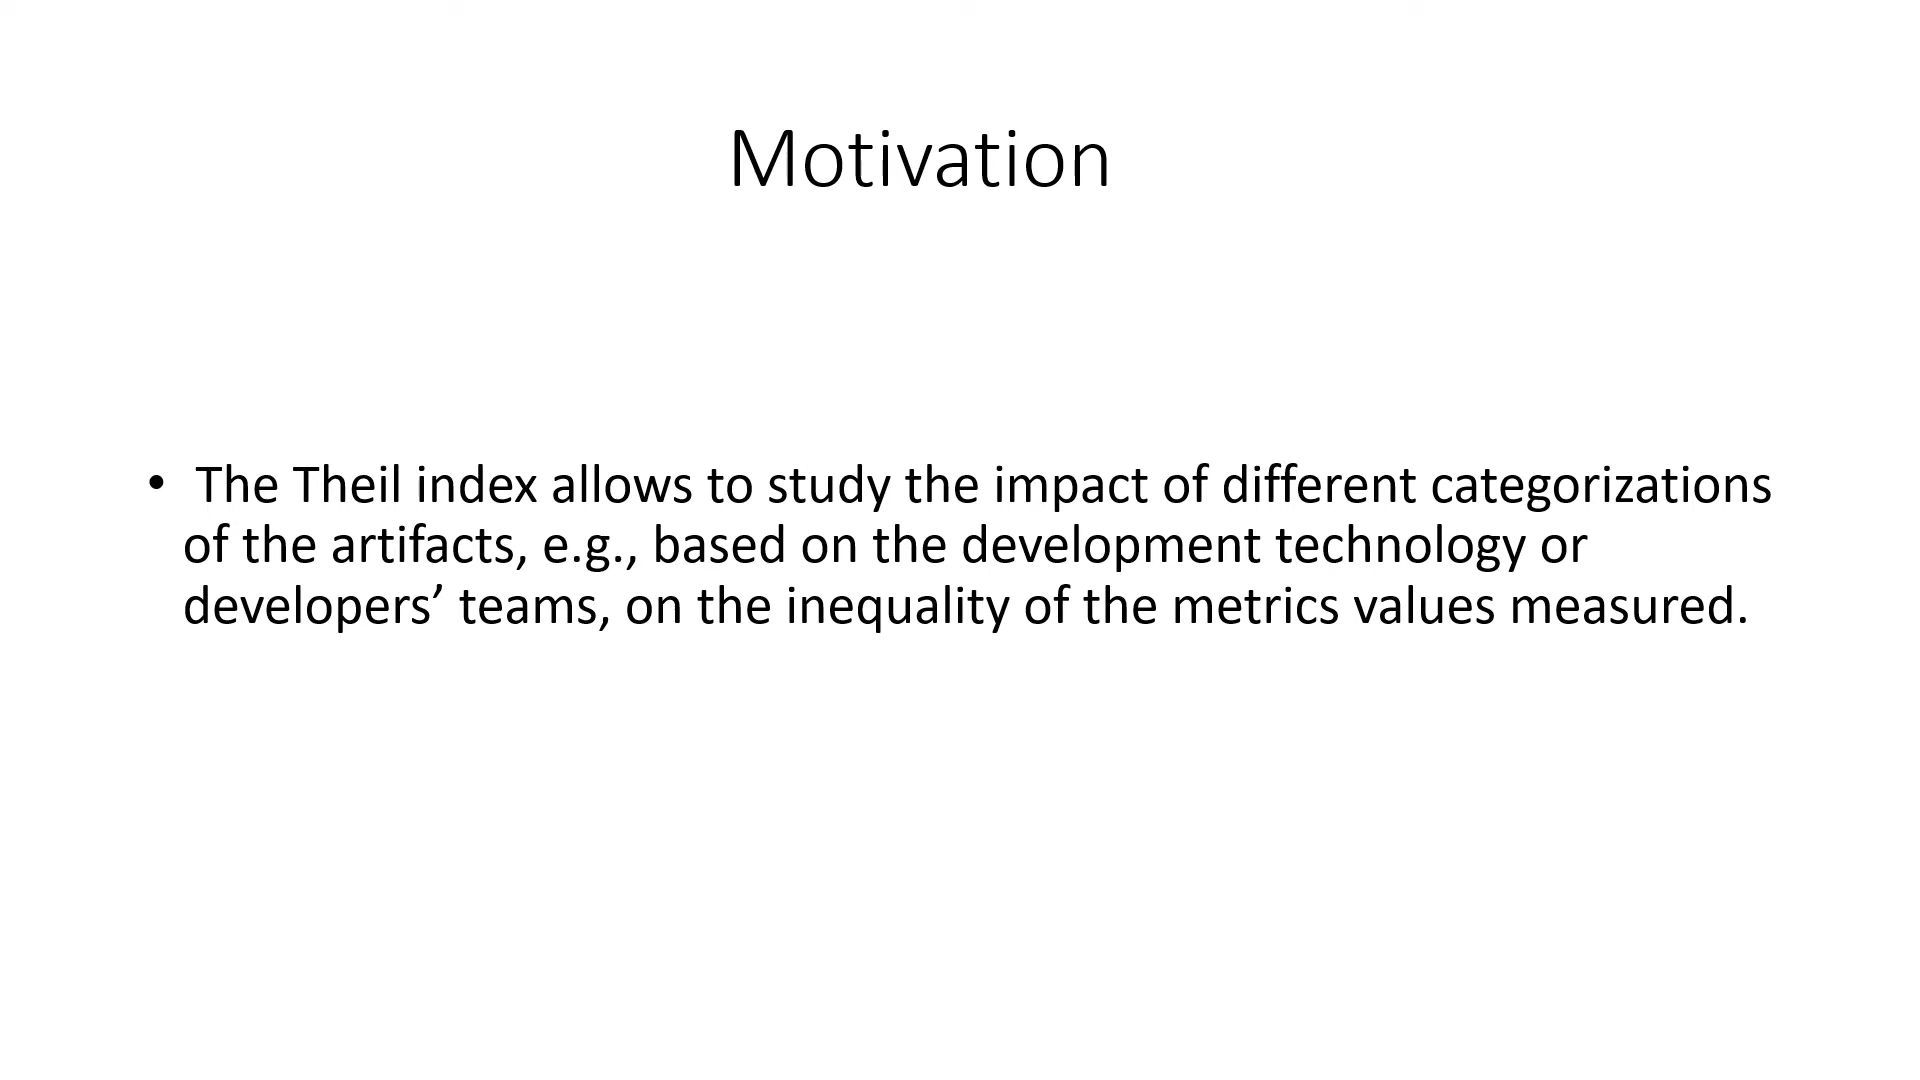 Motivation
• The Theil index allows to study the impact of different categorizations
of the artifacts, e.g., based on the development technology or
developers’ teams, on the inequality of the metrics values measured.